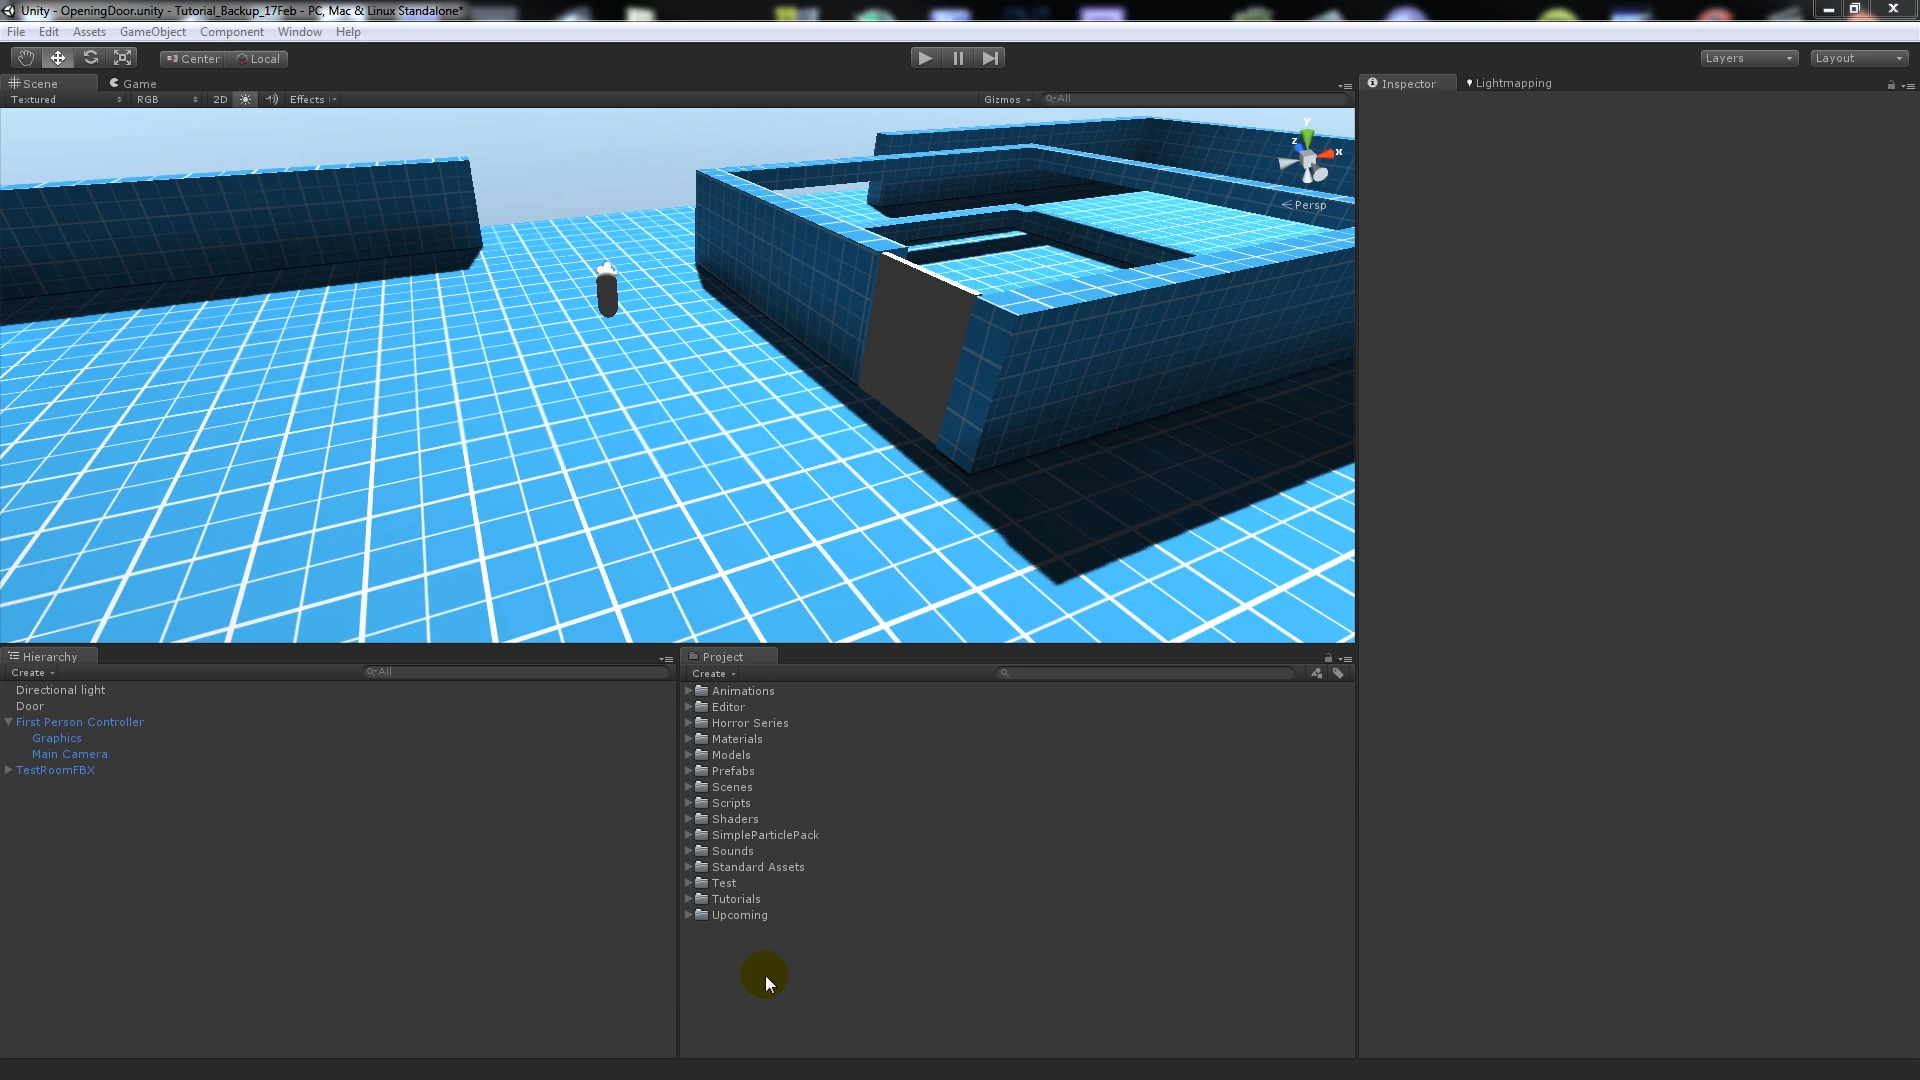 Unity - OpeningDoor.unity - Tutorial_Backup_17Feb - PC, Mac & Linux Standalone*
File Edit Assets GameObject Component Window Help
Center Local Layers Layout
Scene Game
Textured RGB 2D Effects Gizmos All
Inspector Lightmapping
y
z x
Persp
Hierarchy
Create All
Directional light
Door
First Person Controller
Graphics
Main Camera
TestRoomFBX
Project
Create
Animations
Editor
Horror Series
Materials
Models
Prefabs
Scenes
Scripts
Shaders
SimpleParticlePack
Sounds
Standard Assets
Test
Tutorials
Upcoming